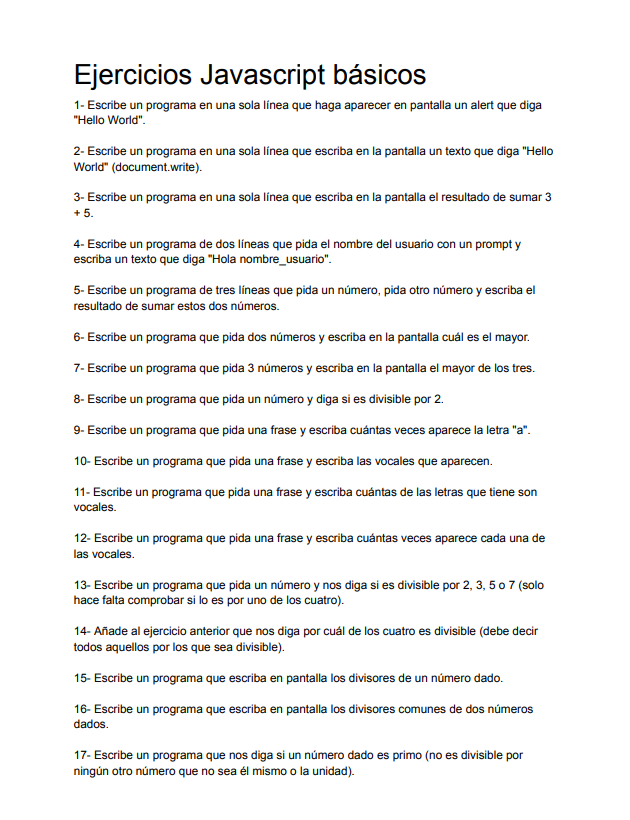 Ejercicios Javascript básicos
1- Escribe un programa en una sola línea que haga aparecer en pantalla un alert que diga
"Hello World".
2- Escribe un programa en una sola línea que escriba en la pantalla un texto que diga "Hello
World" (document.write).
3- Escribe un programa en una sola línea que escriba en la pantalla el resultado de sumar 3
+ 5.
4- Escribe un programa de dos líneas que pida el nombre del usuario con un prompt y
escriba un texto que diga "Hola nombre_usuario".
5- Escribe un programa de tres líneas que pida un número, pida otro número y escriba el
resultado de sumar estos dos números.
6- Escribe un programa que pida dos números y escriba en la pantalla cuál es el mayor.
7- Escribe un programa que pida 3 números y escriba en la pantalla el mayor de los tres.
8- Escribe un programa que pida un número y diga si es divisible por 2.
9- Escribe un programa que pida una frase y escriba cuántas veces aparece la letra "a".
10- Escribe un programa que pida una frase y escriba las vocales que aparecen.
11- Escribe un programa que pida una frase y escriba cuántas de las letras que tiene son
vocales.
12- Escribe un programa que pida una frase y escriba cuántas veces aparece cada una de
las vocales.
13- Escribe un programa que pida un número y nos diga si es divisible por 2, 3, 5 o 7 (solo
hace falta comprobar si lo es por uno de los cuatro).
14- Añade al ejercicio anterior que nos diga por cuál de los cuatro es divisible (debe decir
todos aquellos por los que sea divisible).
15- Escribe un programa que escriba en pantalla los divisores de un número dado.
16- Escribe un programa que escriba en pantalla los divisores comunes de dos números
dados.
17- Escribe un programa que nos diga si un número dado es primo (no es divisible por
ningún otro número que no sea él mismo o la unidad).